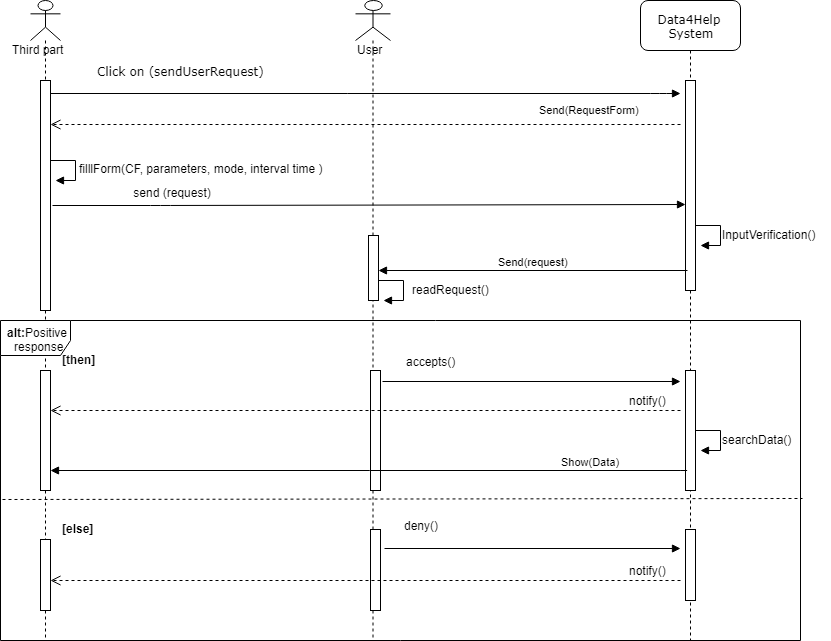 Data4Help
System
Third part
User
Click on (sendUserRequest)
Send(RequestForm)
filllForm(CF, parameters, mode, interval time )
send (request)
InputVerification()
Send(request)
readRequest()
alt:Positive
response
[then]
accepts()
notify()
searchData()
Show(Data)
[else]
deny()
notify()